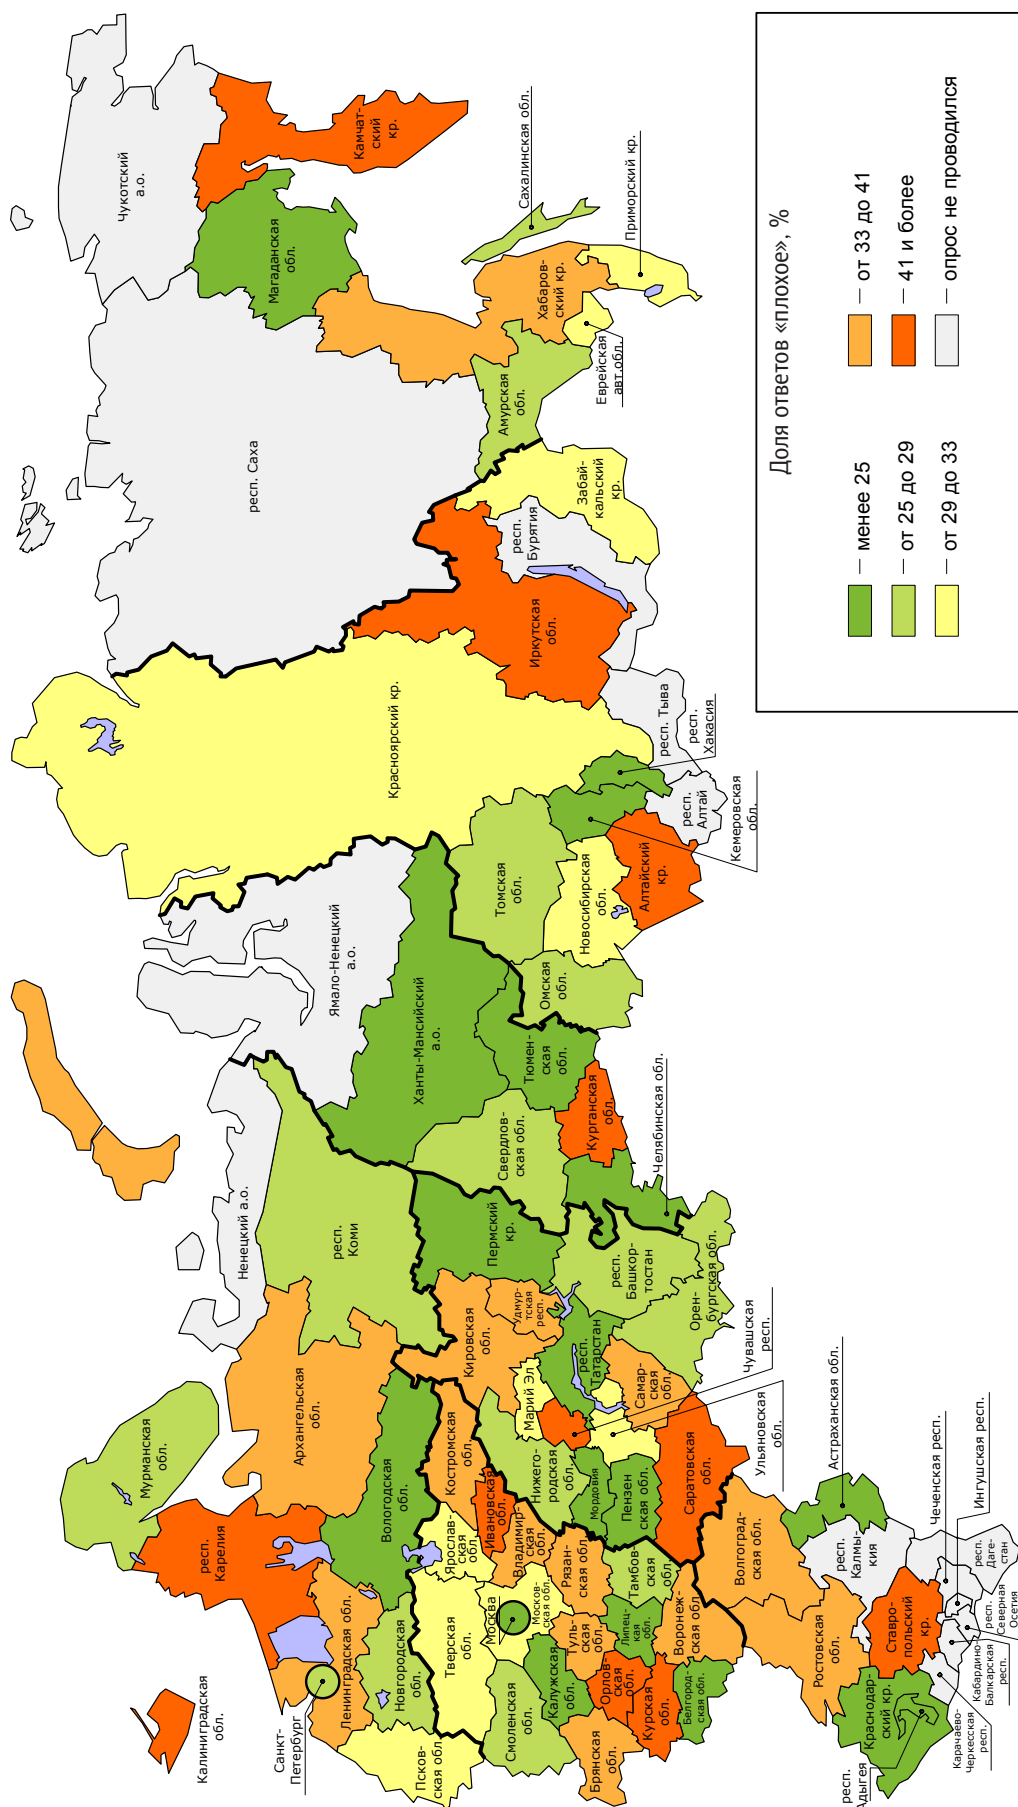 Чукотский
а.о.
Камчат-
ский
кр.
Магаданская
обл.
Сахалинская обл.
Приморский кр.
Хабаров-
ский кр.
Еврейская
авт.обл.
Амурская
обл.
респ. Саха
Забай-
кальский
кр.
респ.
Бурятия
Иркутская
обл.
Красноярский кр.
респ. Тыва
респ.
Хакасия
респ.
Алтай
Кемеровская
обл.
Алтайский
кр.
Новосибирская
обл.
Томская
обл.
Омская
обл.
Ямало-Ненецкий
а.о.
Ханты-Мансийский
а.о.
Тюмен-
ская
обл.
Курганская
обл.
Челябинская обл.
Свердлов-
ская обл.
Ненецкий а.о.
респ.
Коми
Пермский
кр.
респ.
Башкор-
тостан
Орен-
бургская обл.
Удмур-
тская
респ.
Кировская
обл.
респ.
Татарстан
Марий Эл
Чувашская
респ.
Самар-
ская
обл.
Ульяновская
обл.
Саратовская
обл.
Пензен
ская обл.
Мордовия
Нижего-
родская
обл.
Архангельская
обл.
Мурманская
обл.
респ.
Карелия
Вологодская
обл.
Костромская
обл.
Ивановская
обл.
Ярослав-
ская
обл.
Владимир-
ская
обл.
Рязан-
ская
обл.
Тамбов-
ская
обл.
Липец-
кая
обл.
Воронеж-
ская обл.
Туль-
ская
обл.
Москва
Москов-
ская обл.
Тверская
обл.
Новгородская
обл.
Ленинградская обл.
Санкт-
Петербург
Псков-
ская обл.
Смоленская
обл.
Калужская
обл.
Брянская
обл.
Орлов-
ская
обл.
Курская
обл.
Белгород-
ская обл.
Калининградская
обл.
Волгоград-
ская обл.
Ростовская
обл.
Астраханская обл.
респ.
Калмы-
кия
Ставро-
польский
кр.
Краснодар-
ский кр.
респ.
Адыгея
Карачаево-
Черкесская
респ.
Кабардино-
Балкарская
респ.
респ.
Северная
Осетия
Ингушская респ.
Чеченская респ.
респ.
Даге-
стан
Доля ответов «плохое», %
— менее 25
— от 25 до 29
— от 29 до 33
— от 33 до 41
— 41 и более
— опрос не проводился